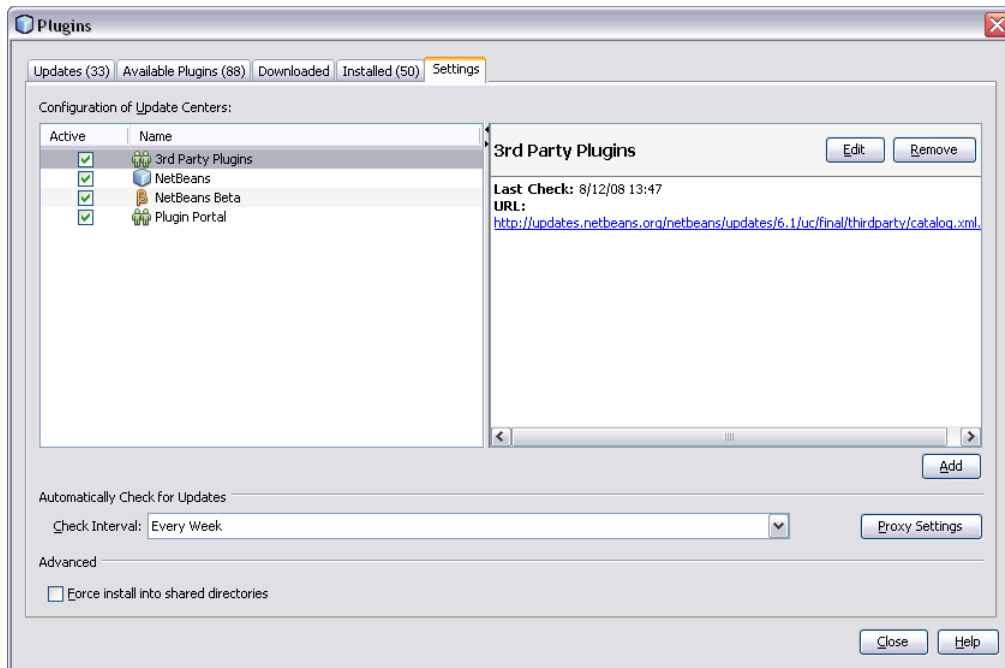 Plugins
Updates (33) Available Plugins (88) Downloaded Installed (50) Settings
Configuration of Update Centers:
Active Name
3rd Party Plugins
NetBeans
NetBeans Beta
Plugin Portal
3rd Party Plugins Edit Remove
Last Check: 8/12/08 13:47
URL:
http://updates.netbeans.org/netbeans/updates/6.1/uc/final/thirdparty/catalog.xml.
Add
Automatically Check for Updates
Check Interval: Every Week Proxy Settings
Advanced
Force install into shared directories
Close Help